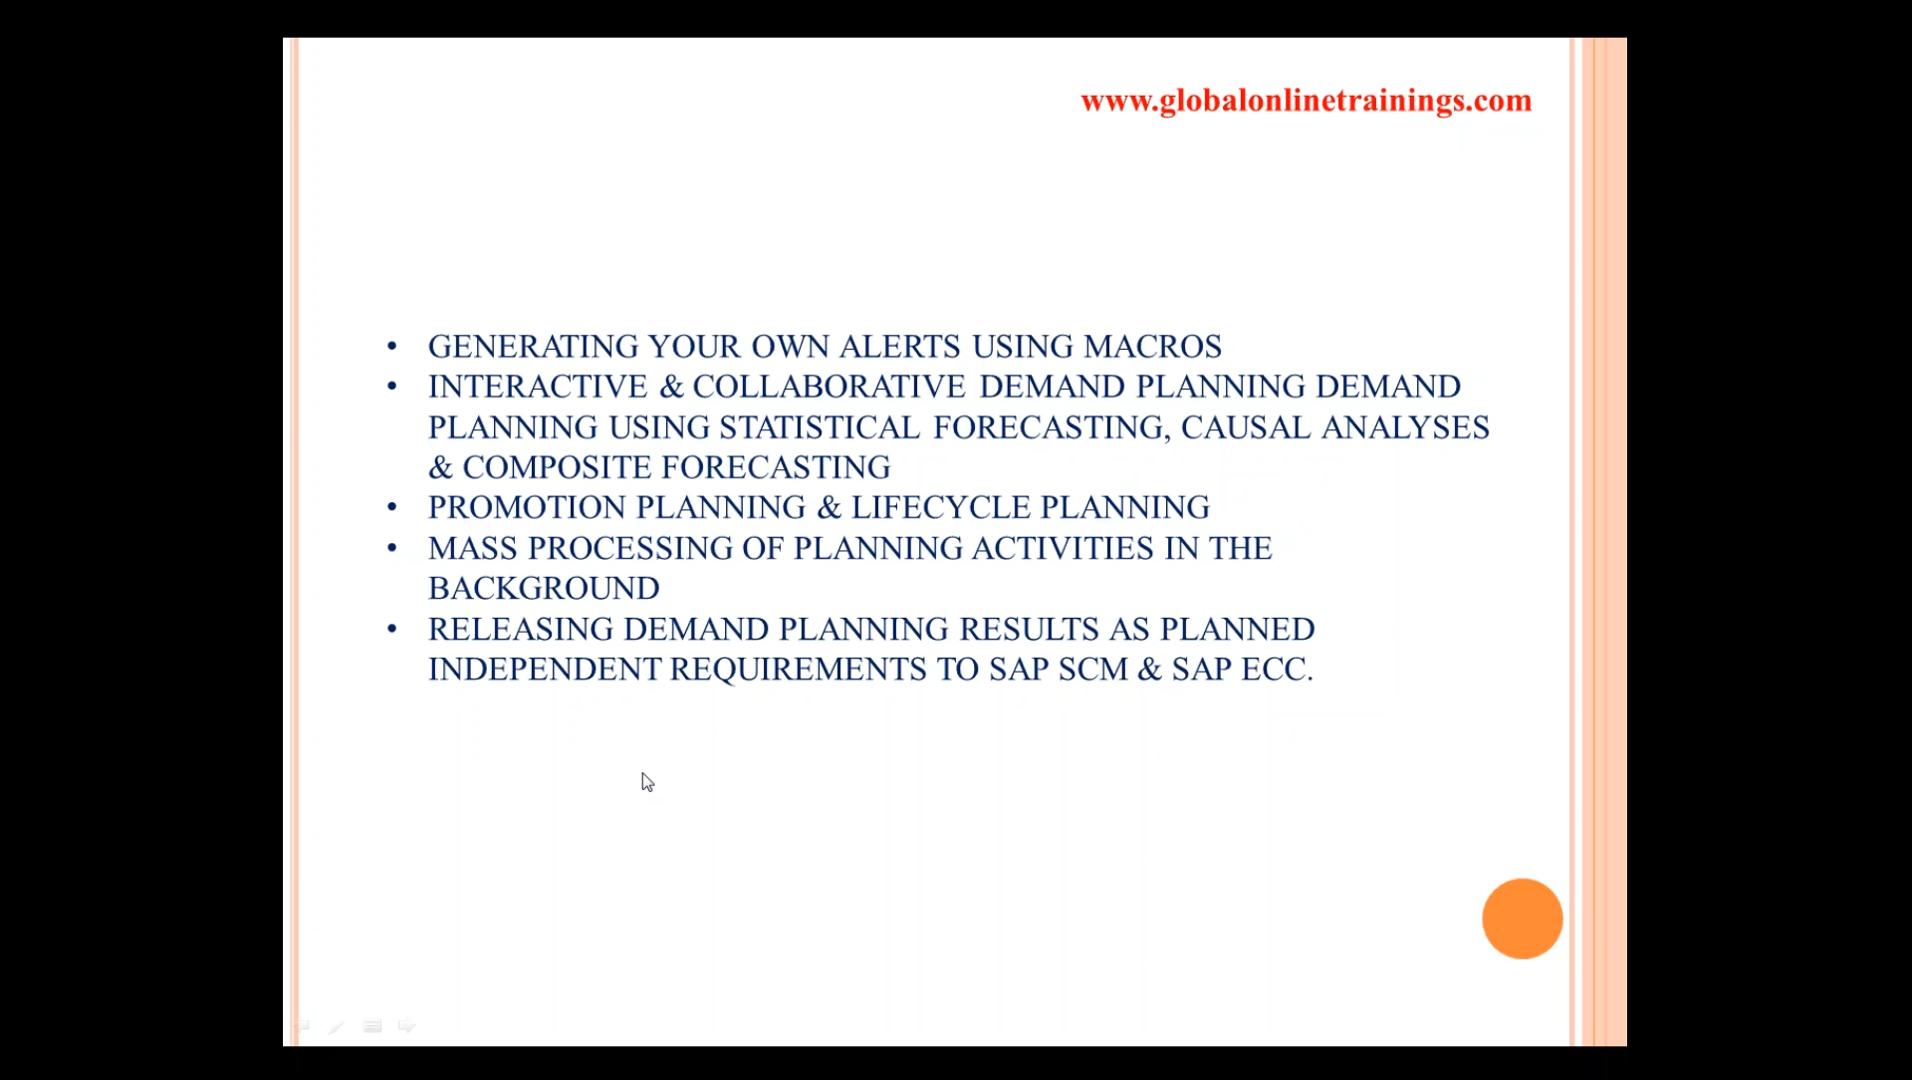 www.globalonlinetrainings.com
• GENERATING YOUR OWN ALERTS USING MACROS
• INTERACTIVE & COLLABORATIVE DEMAND PLANNING DEMAND
PLANNING USING STATISTICAL FORECASTING, CAUSAL ANALYSES
& COMPOSITE FORECASTING
• PROMOTION PLANNING & LIFECYCLE PLANNING
• MASS PROCESSING OF PLANNING ACTIVITIES IN THE
BACKGROUND
• RELEASING DEMAND PLANNING RESULTS AS PLANNED
INDEPENDENT REQUIREMENTS TO SAP SCM & SAP ECC.